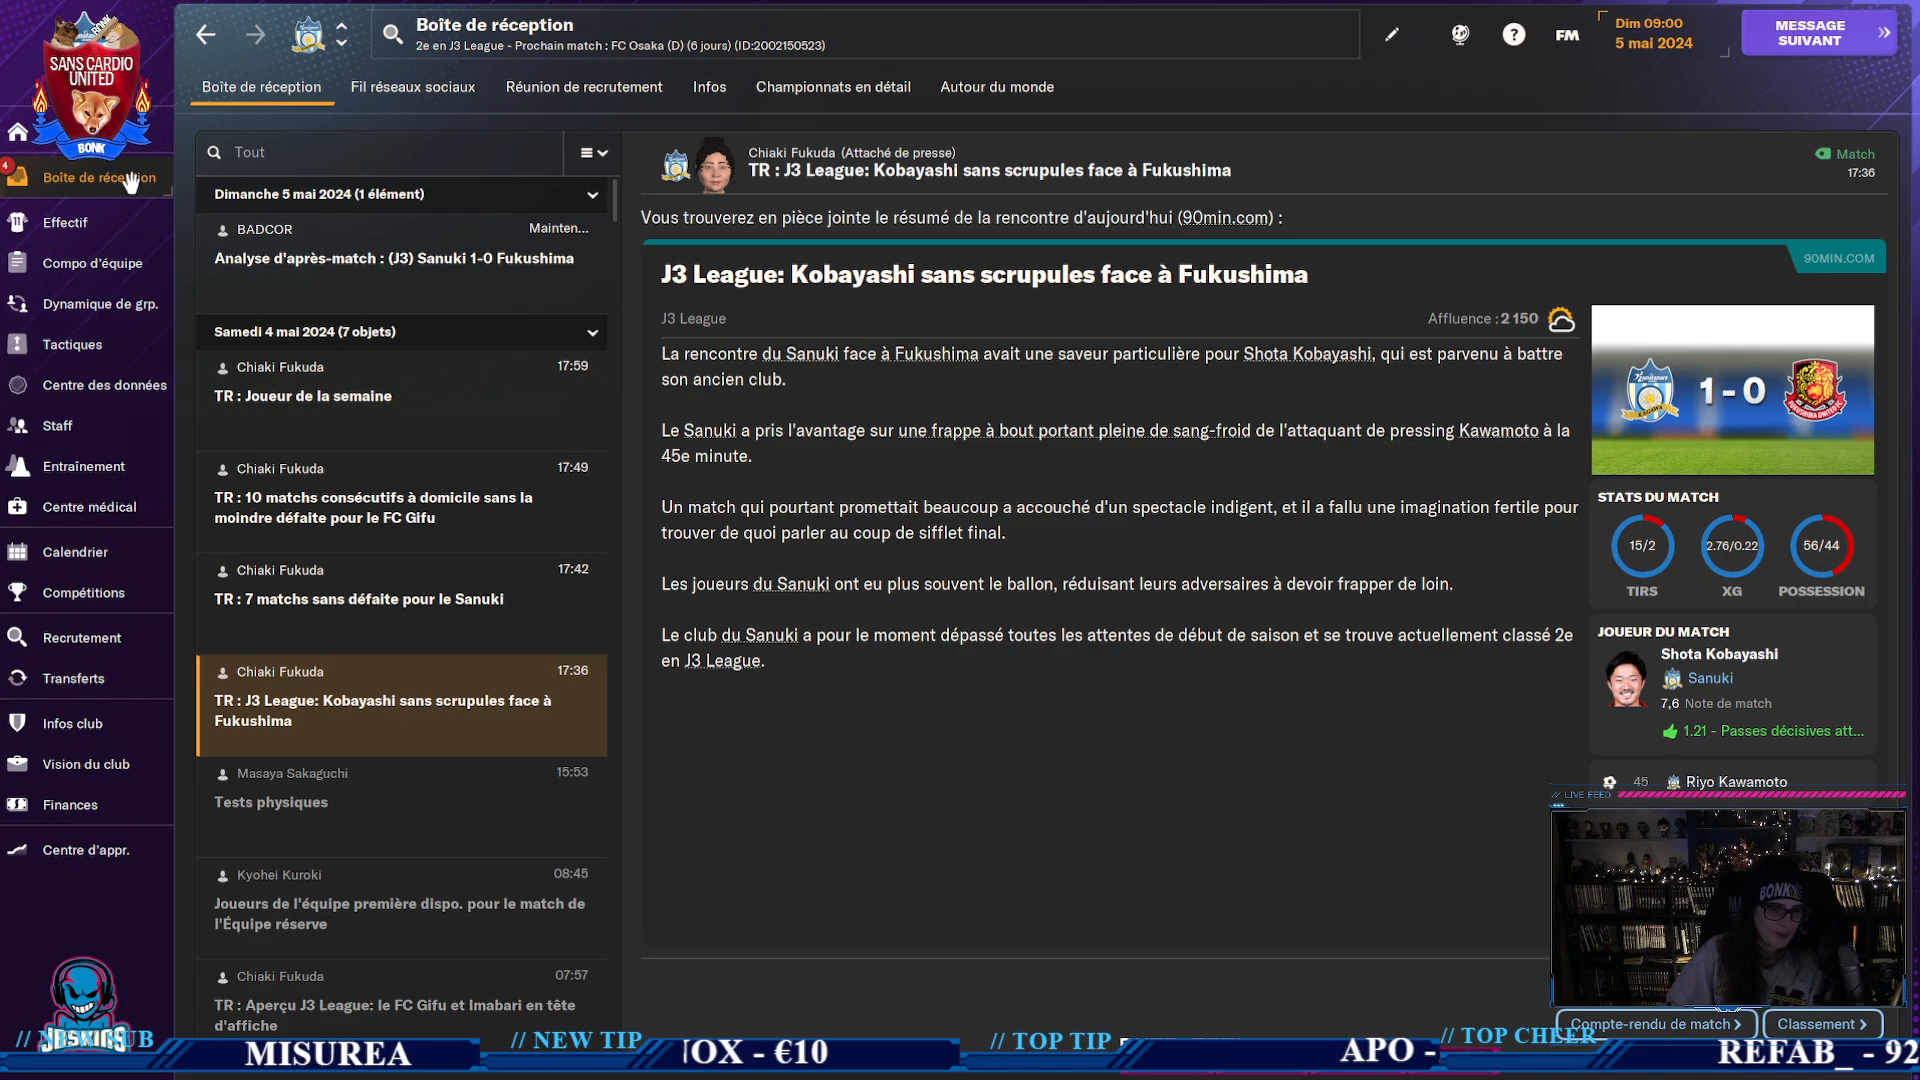 BONK
SANS CARDIO
UNITED
BONK
Boîte de réception
2e en J3 League - Prochain match : FC Osaka (D) (6 jours) (ID:2002150523)
FM
Dim 09:00
5 mai 2024
MESSAGE
SUIVANT
Boîte de réception
Fil réseaux sociaux
Réunion de recrutement
Infos
Championnats en détail
Autour du monde
4
Boîte de réception
Effectif
Compo d'équipe
Dynamique de grp.
Tactiques
Centre des données
Staff
Entraînement
Centre médical
Calendrier
Compétitions
Recrutement
Transferts
Infos club
Vision du club
Finances
Centre d'appr.
Tout
Dimanche 5 mai 2024 (1 élément)
BADCOR
Mainten...
Analyse d'après-match : (J3) Sanuki 1-0 Fukushima
Samedi 4 mai 2024 (7 objets)
Chiaki Fukuda
17:59
TR : Joueur de la semaine
Chiaki Fukuda
17:49
TR : 10 matchs consécutifs à domicile sans la
moindre défaite pour le FC Gifu
Chiaki Fukuda
17:42
TR : 7 matchs sans défaite pour le Sanuki
Chiaki Fukuda
17:36
TR : J3 League: Kobayashi sans scrupules face à
Fukushima
Masaya Sakaguchi
15:53
Tests physiques
Kyohei Kuroki
08:45
Joueurs de l'équipe première dispo. pour le match de
l'Équipe réserve
Chiaki Fukuda
07:57
TR : Aperçu J3 League: le FC Gifu et Imabari en tête
d'affiche
Chiaki Fukuda (Attaché de presse)
TR : J3 League: Kobayashi sans scrupules face à Fukushima
Match
17:36
Vous trouverez en pièce jointe le résumé de la rencontre d'aujourd'hui (90min.com) :
90MIN.COM
J3 League: Kobayashi sans scrupules face à Fukushima
J3 League
Affluence : 2 150
La rencontre du Sanuki face à Fukushima avait une saveur particulière pour Shota Kobayashi, qui est parvenu à battre
son ancien club.
Le Sanuki a pris l'avantage sur une frappe à bout portant pleine de sang-froid de l'attaquant de pressing Kawamoto à la
45e minute.
Un match qui pourtant promettait beaucoup a accouché d'un spectacle indigent, et il a fallu une imagination fertile pour
trouver de quoi parler au coup de sifflet final.
Les joueurs du Sanuki ont eu plus souvent le ballon, réduisant leurs adversaires à devoir frapper de loin.
Le club du Sanuki a pour le moment dépassé toutes les attentes de début de saison et se trouve actuellement classé 2e
en J3 League.
KAGAWA
1 - 0
STATS DU MATCH
15/2
2.76/0.22
56/44
TIRS
XG
POSSESSION
JOUEUR DU MATCH
Shota Kobayashi
Sanuki
7,6 Note de match
1.21 - Passes décisives att...
45
Riyo Kawamoto
// LIVE FEED
BONK
Compte-rendu de match
Classement
// NEW SUB
MISUREA
// NEW TIP
NOX - €10
// TOP TIP
APO -
// TOP CHEER
REFAB_ - 92